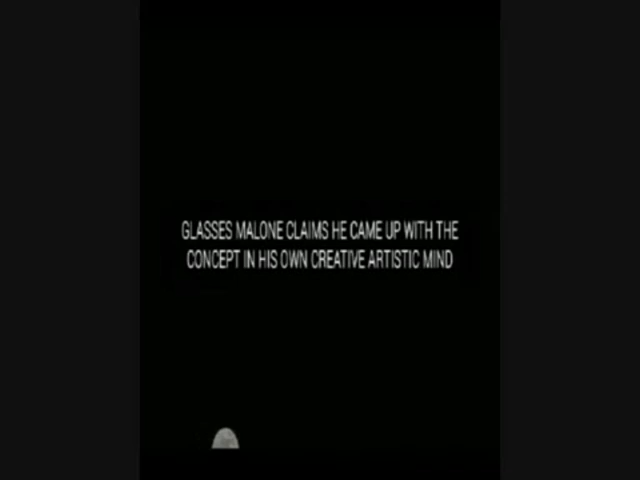 GLASSES MALONE CLAIMS HE CAME UP WITH THE
CONCEPT IN HIS OWN CREATIVE ARTISTIC MIND